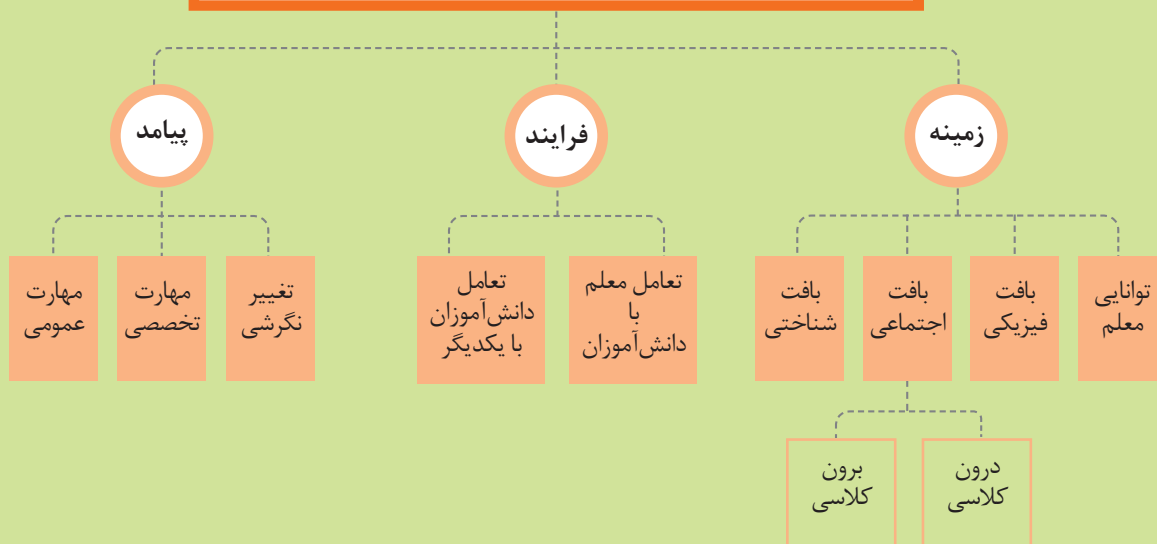 زمینه
فرایند
پیامد
توانایی
معلم
بافت
فیزیکی
بافت
اجتماعی
بافت
شناختی
تعامل معلم
با
دانش‌آموزان
تعامل
دانش‌آموزان
با یکدیگر
تغییر
نگرشی
مهارت
تخصصی
مهارت
عمومی
درون
کلاسی
برون
کلاسی